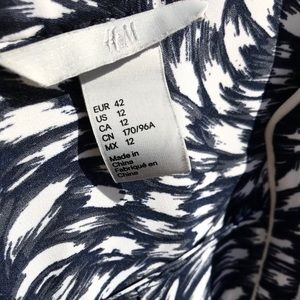 H&M
EUR 42
US 12
CA 12
CN 170/96A
MX 12
Made in
China
Fabriqué en
Chine